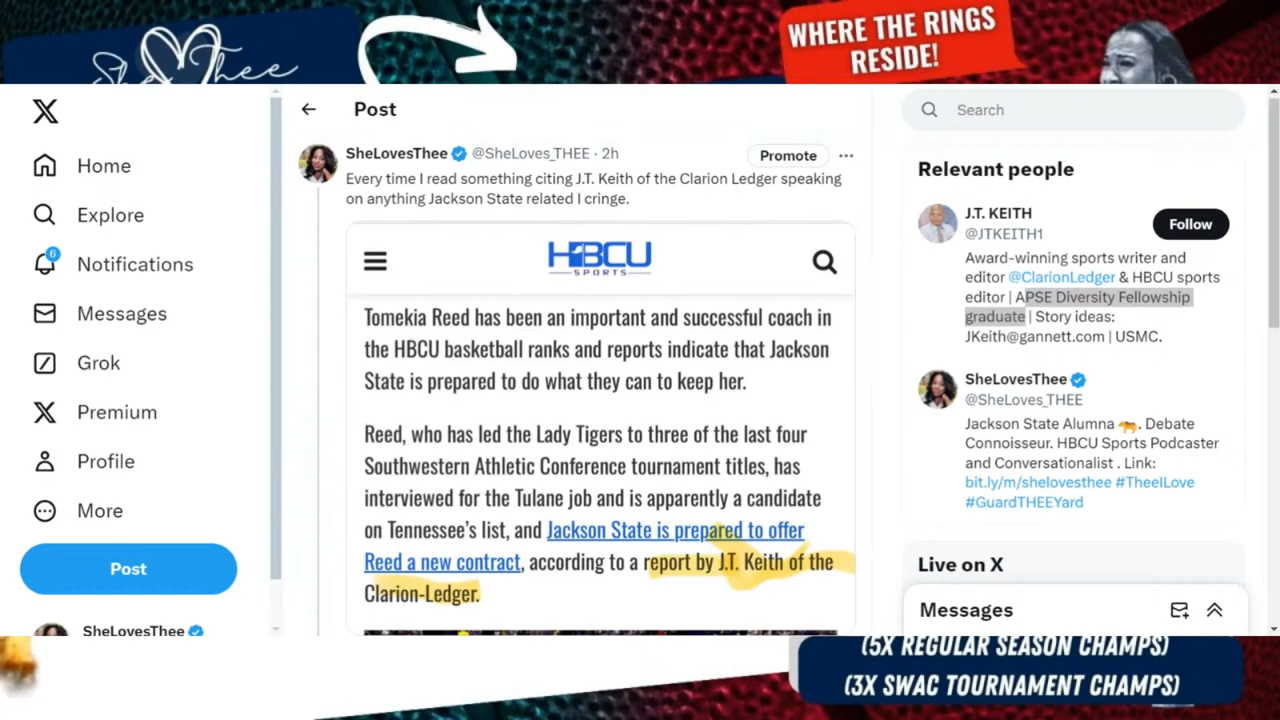 She Thee
WHERE THE RINGS
RESIDE!
X
Home
Explore
6
Notifications
Messages
Grok
Premium
Profile
More
Post
SheLovesThee
Post
SheLovesThee @SheLoves_THEE · 2h
Promote
Every time I read something citing J.T. Keith of the Clarion Ledger speaking
on anything Jackson State related I cringe.
HBCU
SPORTS
Tomekia Reed has been an important and successful coach in
the HBCU basketball ranks and reports indicate that Jackson
State is prepared to do what they can to keep her.
Reed, who has led the Lady Tigers to three of the last four
Southwestern Athletic Conference tournament titles, has
interviewed for the Tulane job and is apparently a candidate
on Tennessee's list, and Jackson State is prepared to offer
Reed a new contract, according to a report by J.T. Keith of the
Clarion-Ledger.
Search
Relevant people
J.T. KEITH
@JTKEITH1
Follow
Award-winning sports writer and
editor @ClarionLedger & HBCU sports
editor | APSE Diversity Fellowship
graduate | Story ideas:
JKeith@gannett.com | USMC.
SheLovesThee
@SheLoves_THEE
Jackson State Alumna 🐅. Debate
Connoisseur. HBCU Sports Podcaster
and Conversationalist . Link:
bit.ly/m/shelovesthee #TheeILove
#GuardTHEEYard
Live on X
Messages
(5X REGULAR SEASON CHAMPS)
(3X SWAC TOURNAMENT CHAMPS)